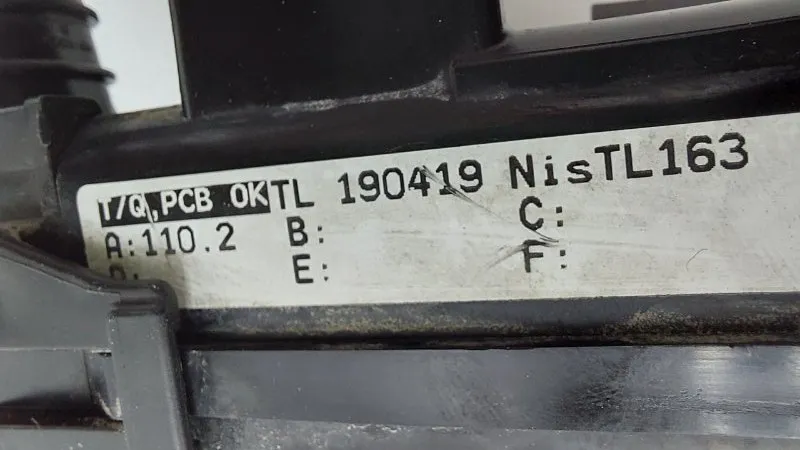 T/Q,PCB OKTL 190419 NisTL163
A:110.2 B: C:
E: F: